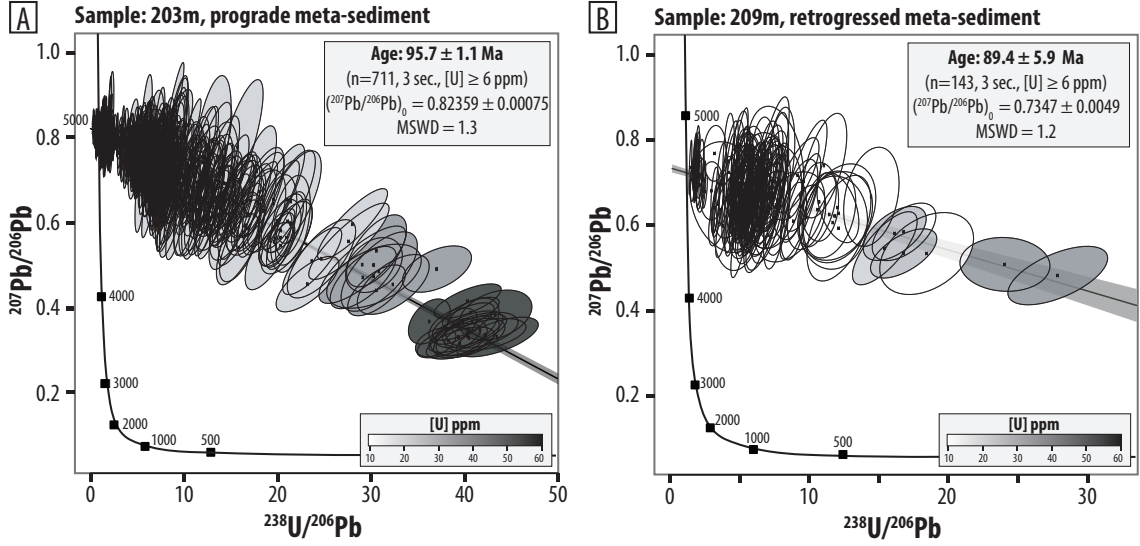 A
Sample: 203m, prograde meta-sediment
Age: 95.7 ± 1.1 Ma
(n=711, 3 sec., [U] ≥ 6 ppm)
(²⁰⁷Pb/²⁰⁶Pb)₀ = 0.82359 ± 0.00075
MSWD = 1.3
1.0
0.8
0.6
0.4
0.2
²⁰⁷Pb/²⁰⁶Pb
5000
4000
3000
2000
1000
500
[U] ppm
10 20 30 40 50 60
0 10 20 30 40 50
²³⁸U/²⁰⁶Pb
B
Sample: 209m, retrogressed meta-sediment
Age: 89.4 ± 5.9 Ma
(n=143, 3 sec., [U] ≥ 6 ppm)
(²⁰⁷Pb/²⁰⁶Pb)₀ = 0.7347 ± 0.0049
MSWD = 1.2
1.0
0.8
0.6
0.4
0.2
²⁰⁷Pb/²⁰⁶Pb
5000
4000
3000
2000
1000
500
[U] ppm
10 20 30 40 50 60
0 10 20 30
²³⁸U/²⁰⁶Pb